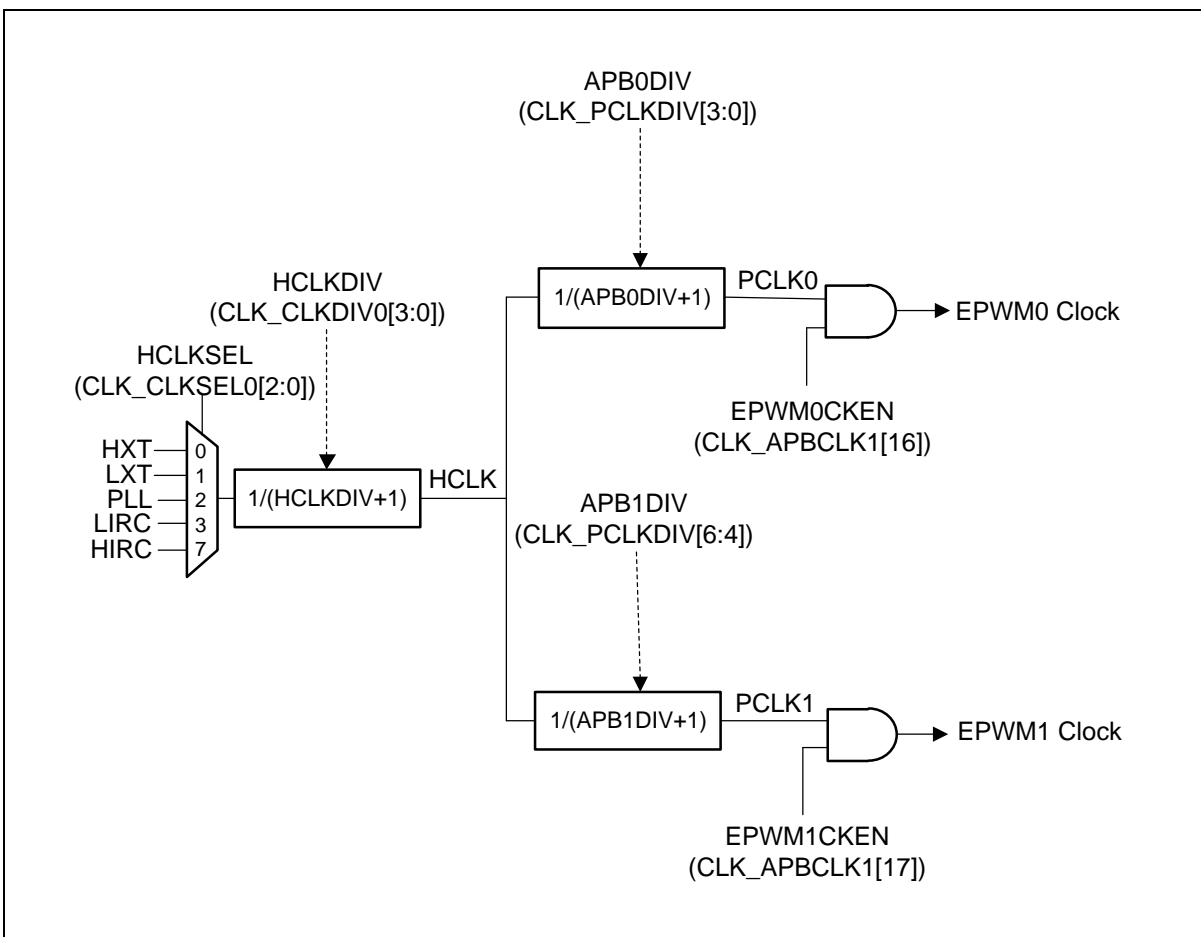 APB0DIV
(CLK_PCLKDIV[3:0])
HCLKDIV
(CLK_CLKDIV0[3:0])
HCLKSEL
(CLK_CLKSEL0[2:0])
HXT
LXT
PLL
LIRC
HIRC
0
1
2
3
7
1/(HCLKDIV+1)
HCLK
1/(APB0DIV+1)
PCLK0
EPWM0 Clock
EPWM0CKEN
(CLK_APBCLK1[16])
APB1DIV
(CLK_PCLKDIV[6:4])
1/(APB1DIV+1)
PCLK1
EPWM1 Clock
EPWM1CKEN
(CLK_APBCLK1[17])